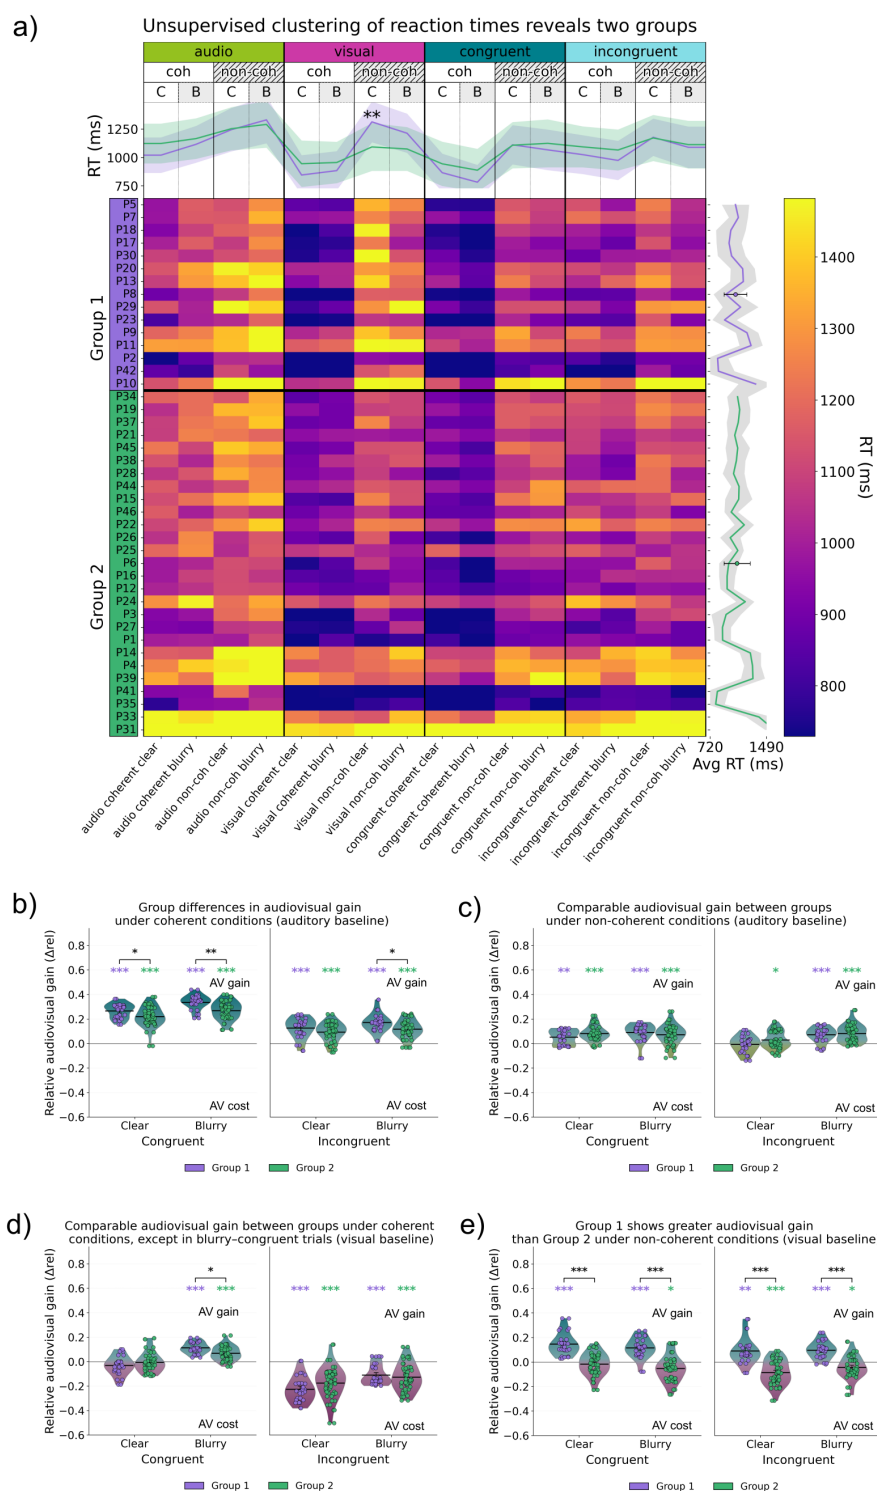 a)
Unsupervised clustering of reaction times reveals two groups
audio visual congruent incongruent
coh non-coh coh non-coh coh non-coh coh non-coh
C B C B C B C B C B C B C B C B
RT (ms)
1250
1000
750
**
Group 1
P5
P7
P18
P17
P30
P20
P13
P8
P29
P23
P9
P11
P2
P42
P10
Group 2
P34
P19
P37
P21
P45
P38
P28
P44
P15
P46
P22
P26
P25
P6
P16
P12
P24
P3
P27
P1
P14
P4
P39
P41
P35
P33
P31
720 1490
Avg RT (ms)
1400
1300
1200
1100
1000
900
800
RT (ms)
audio coherent clear
audio coherent blurry
audio non-coh clear
audio non-coh blurry
visual coherent clear
visual coherent blurry
visual non-coh clear
visual non-coh blurry
congruent coherent clear
congruent coherent blurry
congruent non-coh clear
congruent non-coh blurry
incongruent coherent clear
incongruent coherent blurry
incongruent non-coh clear
incongruent non-coh blurry
b)
Group differences in audiovisual gain
under coherent conditions (auditory baseline)
Relative audiovisual gain (Δrel)
0.8
0.6
0.4
0.2
0.0
−0.2
−0.4
−0.6
* ** *
*** *** *** *** *** *** *** ***
AV gain AV gain
AV cost AV cost
Clear Blurry Clear Blurry
Congruent Incongruent
Group 1 Group 2
c)
Comparable audiovisual gain between groups
under non-coherent conditions (auditory baseline)
Relative audiovisual gain (Δrel)
0.8
0.6
0.4
0.2
0.0
−0.2
−0.4
−0.6
** *** *** *** * *** ***
AV gain AV gain
AV cost AV cost
Clear Blurry Clear Blurry
Congruent Incongruent
Group 1 Group 2
d)
Comparable audiovisual gain between groups under coherent
conditions, except in blurry–congruent trials (visual baseline)
Relative audiovisual gain (Δrel)
0.8
0.6
0.4
0.2
0.0
−0.2
−0.4
−0.6
*
*** *** *** *** *** ***
AV gain AV gain
AV cost AV cost
Clear Blurry Clear Blurry
Congruent Incongruent
Group 1 Group 2
e)
Group 1 shows greater audiovisual gain
than Group 2 under non-coherent conditions (visual baseline
Relative audiovisual gain (Δrel)
0.8
0.6
0.4
0.2
0.0
−0.2
−0.4
−0.6
*** *** *** ***
*** *** * ** *** *** *
AV gain AV gain
AV cost AV cost
Clear Blurry Clear Blurry
Congruent Incongruent
Group 1 Group 2